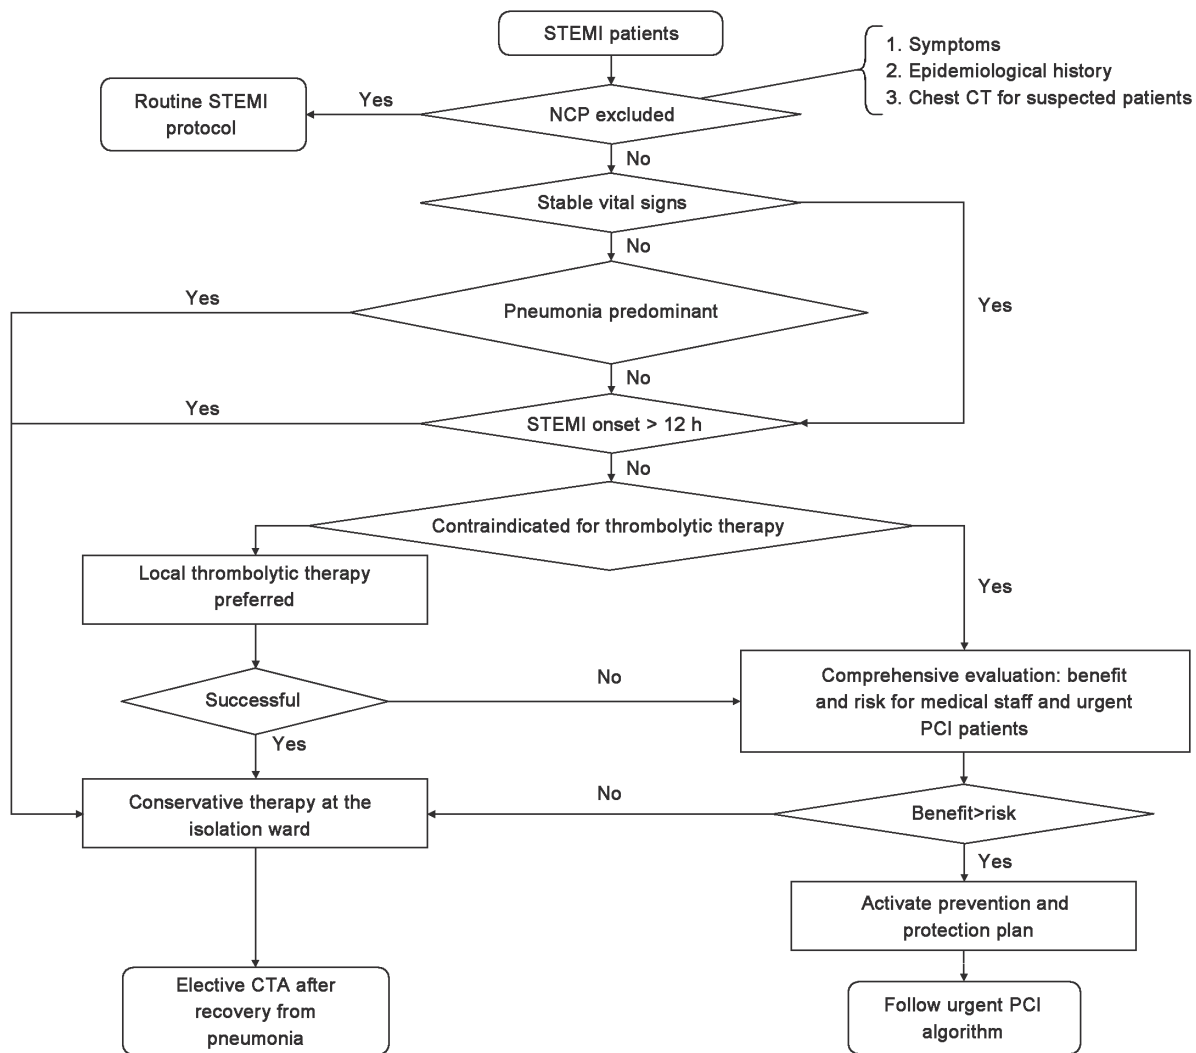 STEMI patients
1. Symptoms
2. Epidemiological history
3. Chest CT for suspected patients
Routine STEMI
protocol
Yes
NCP excluded
No
Stable vital signs
No
Yes
Pneumonia predominant
Yes
No
Yes
STEMI onset > 12 h
No
Contraindicated for thrombolytic therapy
Local thrombolytic therapy
preferred
Yes
Successful
No
Comprehensive evaluation: benefit
and risk for medical staff and urgent
PCI patients
Yes
Conservative therapy at the
isolation ward
No
Benefit>risk
Yes
Activate prevention and
protection plan
Elective CTA after
recovery from
pneumonia
Follow urgent PCI
algorithm